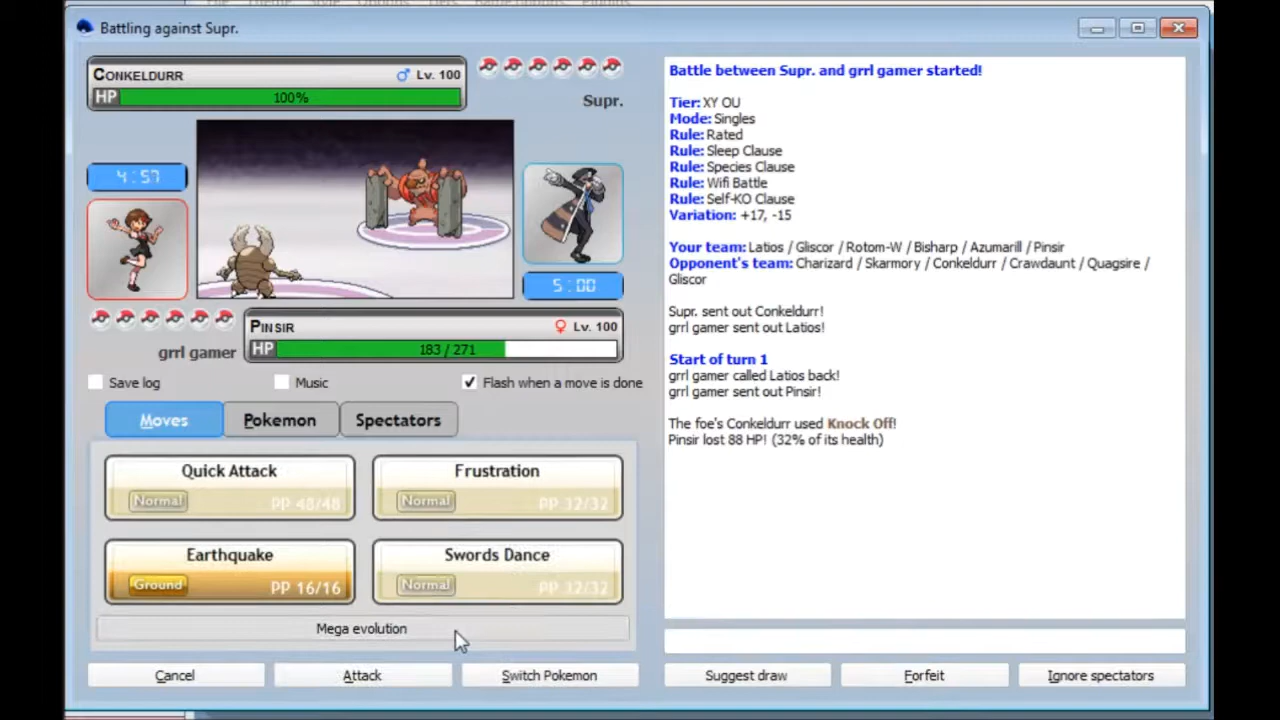 Battling against Supr.
CONKELDURR ♂ Lv. 100
HP 100%
Supr.
4:57
5:00
PINSIR ♀ Lv. 100
HP 183 / 271
grrl gamer
Save log
Music
Flash when a move is done
Moves
Pokemon
Spectators
Quick Attack
Normal PP 48/48
Frustration
Normal PP 32/32
Earthquake
Ground PP 16/16
Swords Dance
Normal PP 32/32
Mega evolution
Cancel
Attack
Switch Pokemon
Battle between Supr. and grrl gamer started!
Tier: XY OU
Mode: Singles
Rule: Rated
Rule: Sleep Clause
Rule: Species Clause
Rule: Wifi Battle
Rule: Self-KO Clause
Variation: +17, -15
Your team: Latios / Gliscor / Rotom-W / Bisharp / Azumarill / Pinsir
Opponent's team: Charizard / Skarmory / Conkeldurr / Crawdaunt / Quagsire /
Gliscor
Supr. sent out Conkeldurr!
grrl gamer sent out Latios!
Start of turn 1
grrl gamer called Latios back!
grrl gamer sent out Pinsir!
The foe's Conkeldurr used Knock Off!
Pinsir lost 88 HP! (32% of its health)
Suggest draw
Forfeit
Ignore spectators